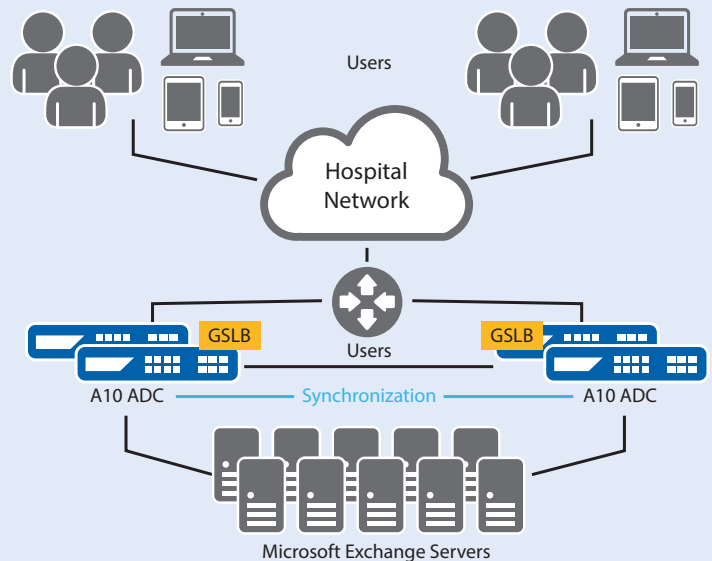 Users
Hospital
Network
GSLB
GSLB
Users
A10 ADC
Synchronization
A10 ADC
Microsoft Exchange Servers